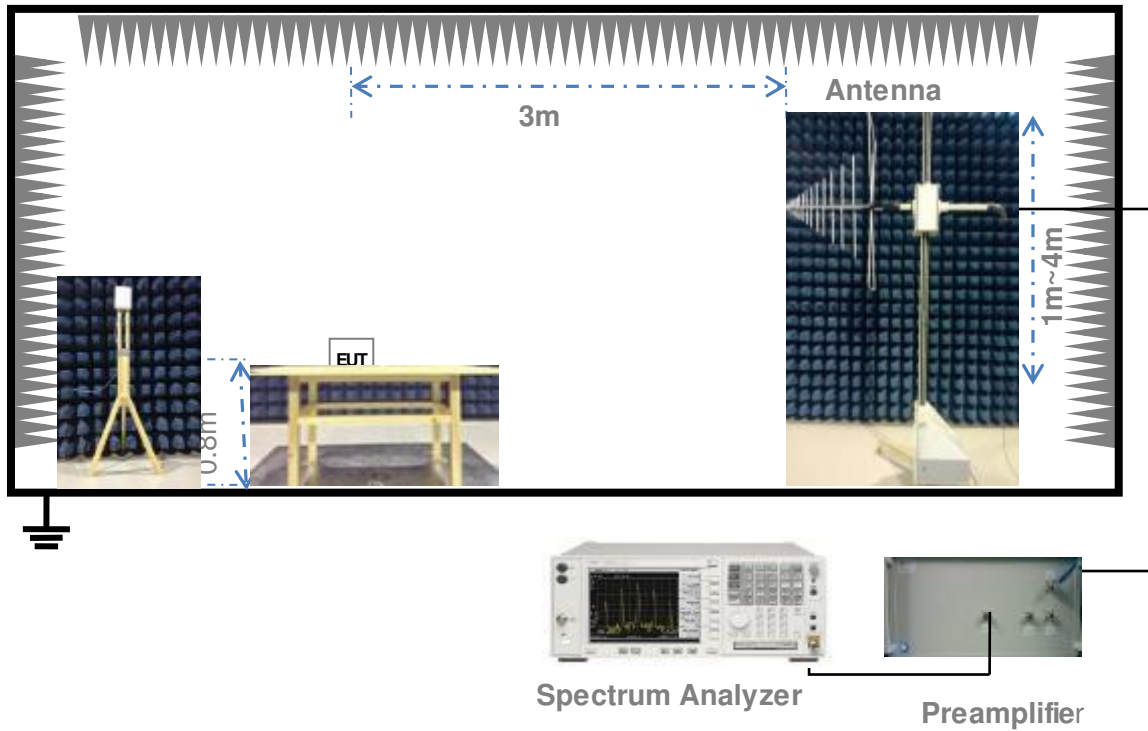 Antenna
3m
1m~4m
EUT
0.8m
Spectrum Analyzer
Preamplifier